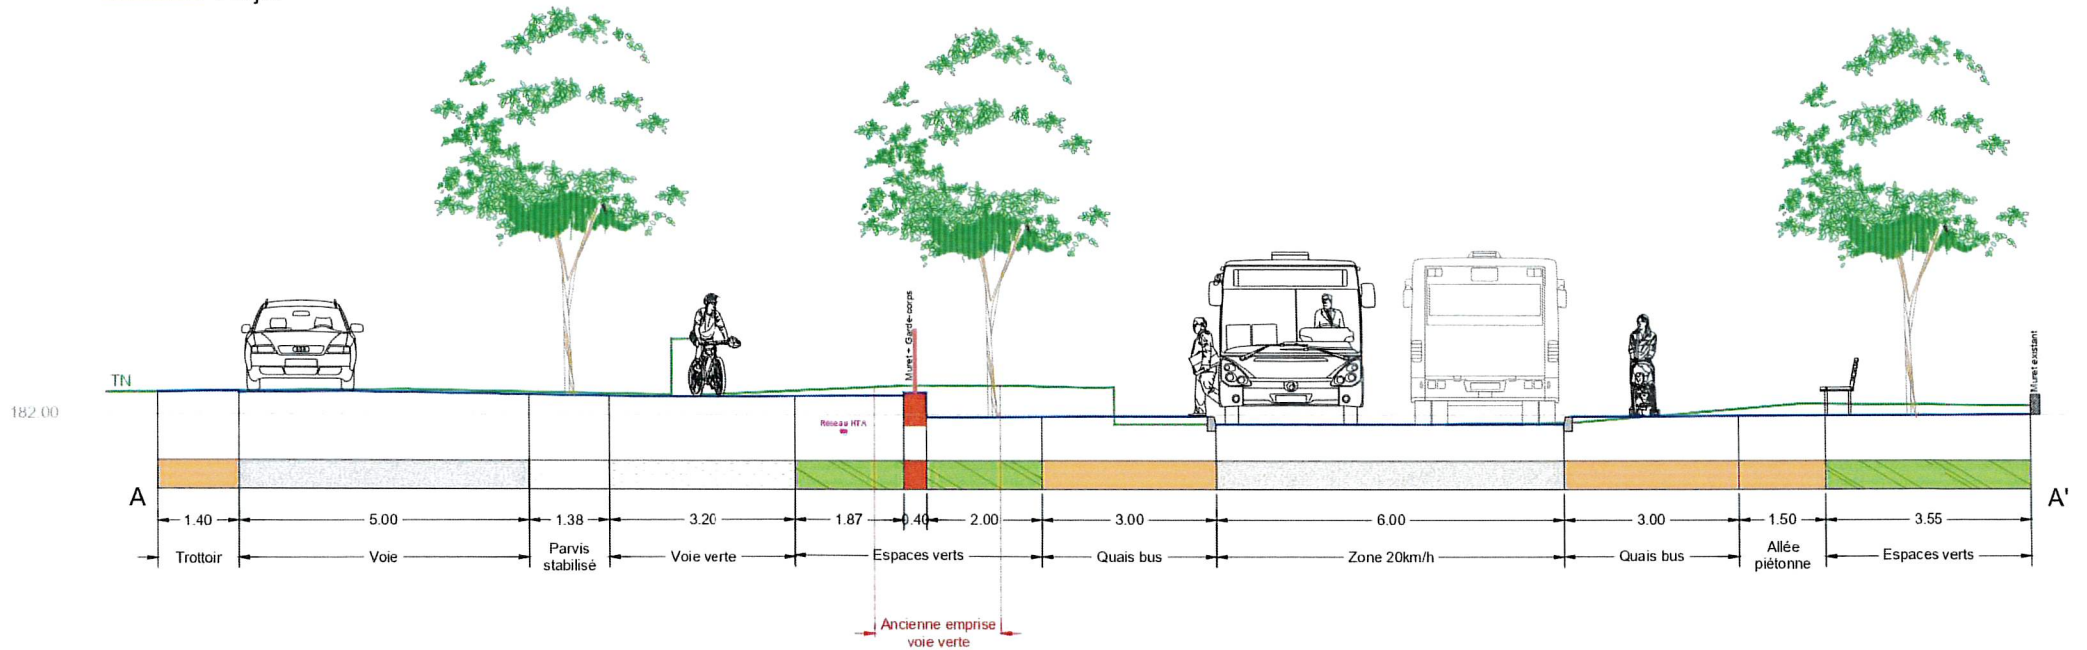 TN
182.00
Muret + Garde-corps
Réseau HTA
Muret existant
A
A'
1.40
5.00
1.38
3.20
1.87
0.40
2.00
3.00
6.00
3.00
1.50
3.55
Trottoir
Voie
Parvis
stabilisé
Voie verte
Espaces verts
Quais bus
Zone 20km/h
Quais bus
Allée
piétonne
Espaces verts
Ancienne emprise
voie verte